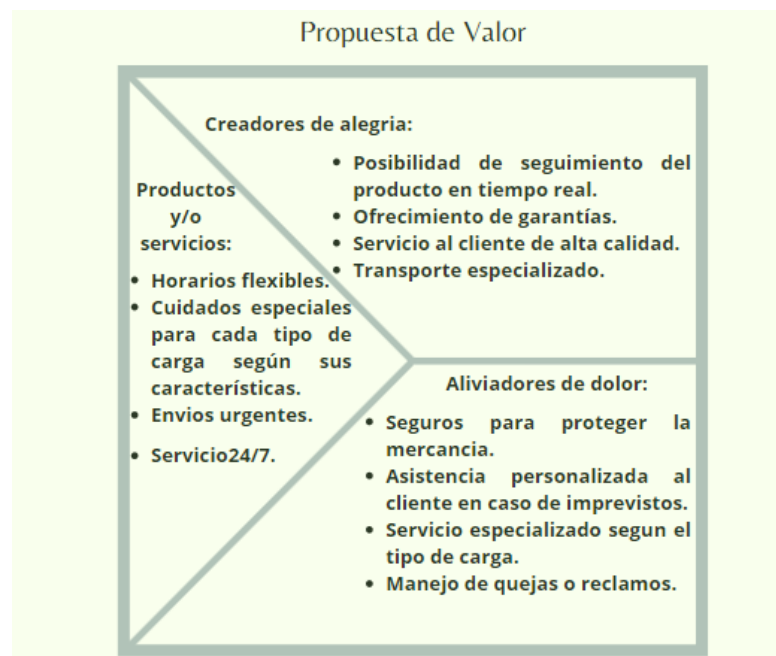 Propuesta de Valor
Creadores de alegria:
• Posibilidad de seguimiento del
producto en tiempo real.
• Ofrecimiento de garantías.
• Servicio al cliente de alta calidad.
• Transporte especializado.
Productos
y/o
servicios:
• Horarios flexibles.
• Cuidados especiales
para cada tipo de
carga según sus
características.
• Envios urgentes.
• Servicio24/7.
Aliviadores de dolor:
• Seguros para proteger la
mercancia.
• Asistencia personalizada al
cliente en caso de imprevistos.
• Servicio especializado segun el
tipo de carga.
• Manejo de quejas o reclamos.